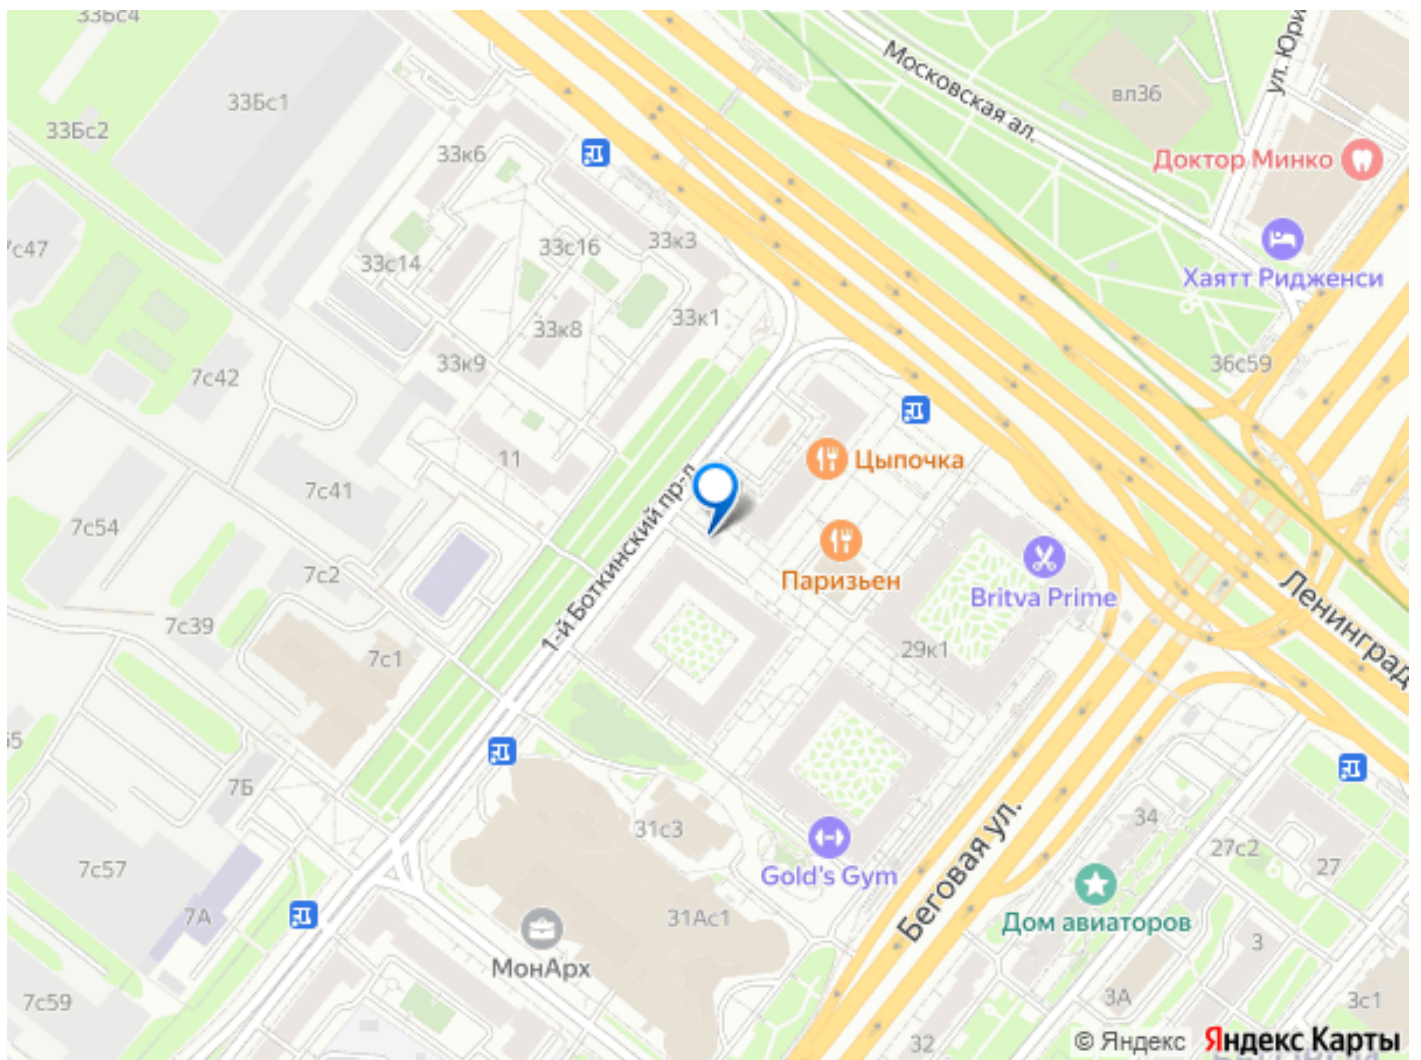 33Бс4
33Бс1
33Бс2
33к6
Московская ал.
вл36
ул. Юри
Доктор Минко
7с47
33с14
33с16
33к3
Хаятт Ридженси
33к8
33к1
33к9
7с42
36с59
11
Цыпочка
7с41
7с54
1-й Боткинский пр-д
Паризьен
Britva Prime
7с2
7с39
7с1
29к1
Ленинград
7Б
31с3
34
27с2
27
7с57
Gold's Gym
Беговая ул.
7А
31Ас1
Дом авиаторов
МонАрх
3
3А
7с59
3с1
32
© Яндекс Яндекс Карты